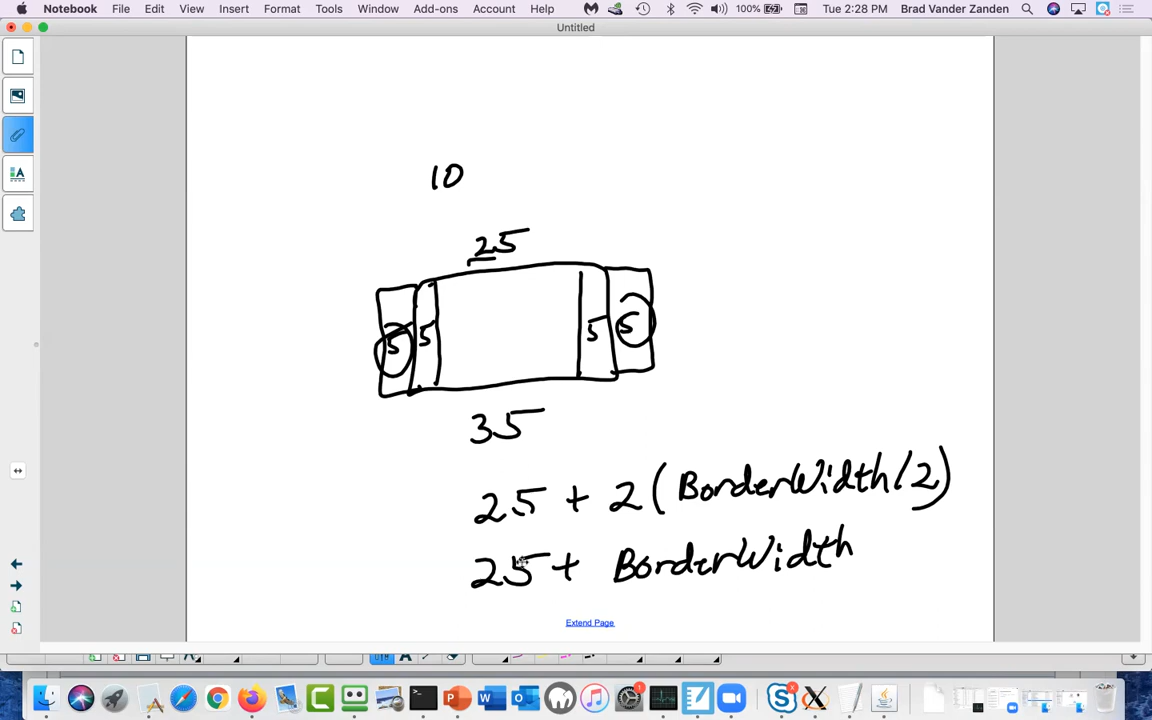 Notebook File Edit View Insert Format Tools Window Add-ons Account Help 100% Tue 2:28 PM Brad Vander Zanden
Untitled
10
25
5 5 5 5
35
25 + 2 (BorderWidth/2)
25 + BorderWidth
Extend Page